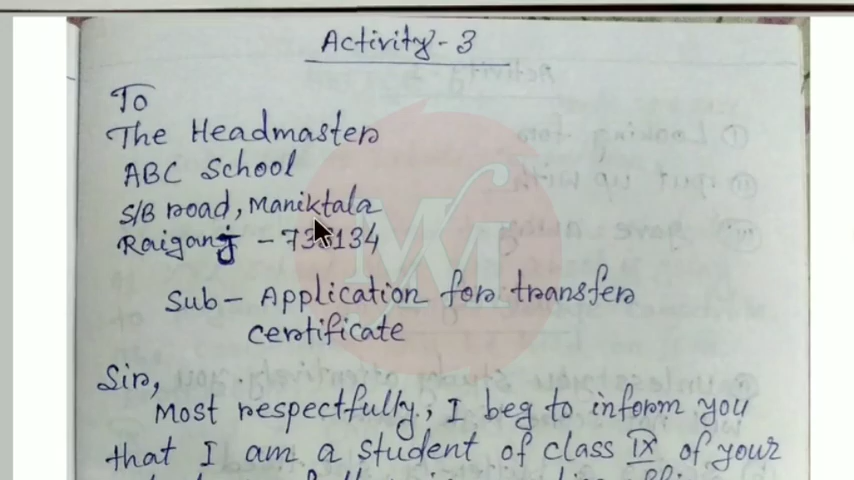 Activity-3
To
The Headmaster
ABC School
S/B road, Maniktala
Raiganj -
Sub- Application for transfer
certificate
Sir,
Most respectfully, I beg to inform you
that I am a student of class IX of your